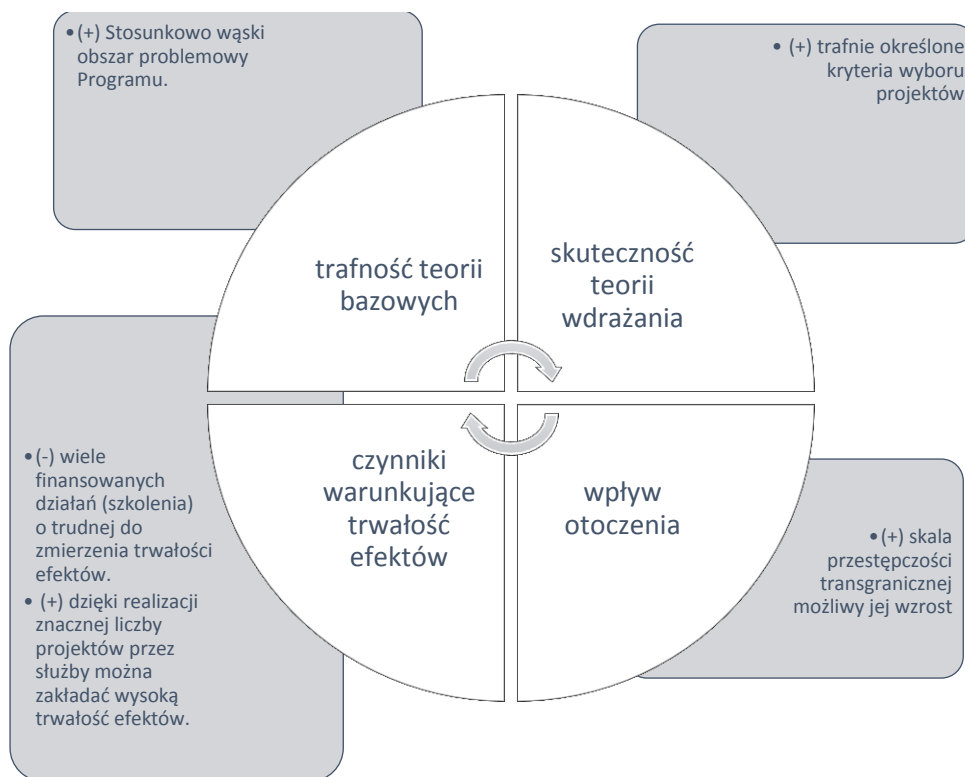 •(+) Stosunkowo wąski
obszar problemowy
Programu.
• (+) trafnie określone
kryteria wyboru
projektów
trafność teorii
bazowych
skuteczność
teorii
wdrażania
•(-) wiele
finansowanych
działań (szkolenia)
o trudnej do
zmierzenia trwałości
efektów.
• (+) dzięki realizacji
znacznej liczby
projektów przez
służby można
zakładać wysoką
trwałość efektów.
czynniki
warunkujące
trwałość
efektów
wpływ
otoczenia
•(+) skala
przestępczości
transgranicznej
możliwy jej wzrost